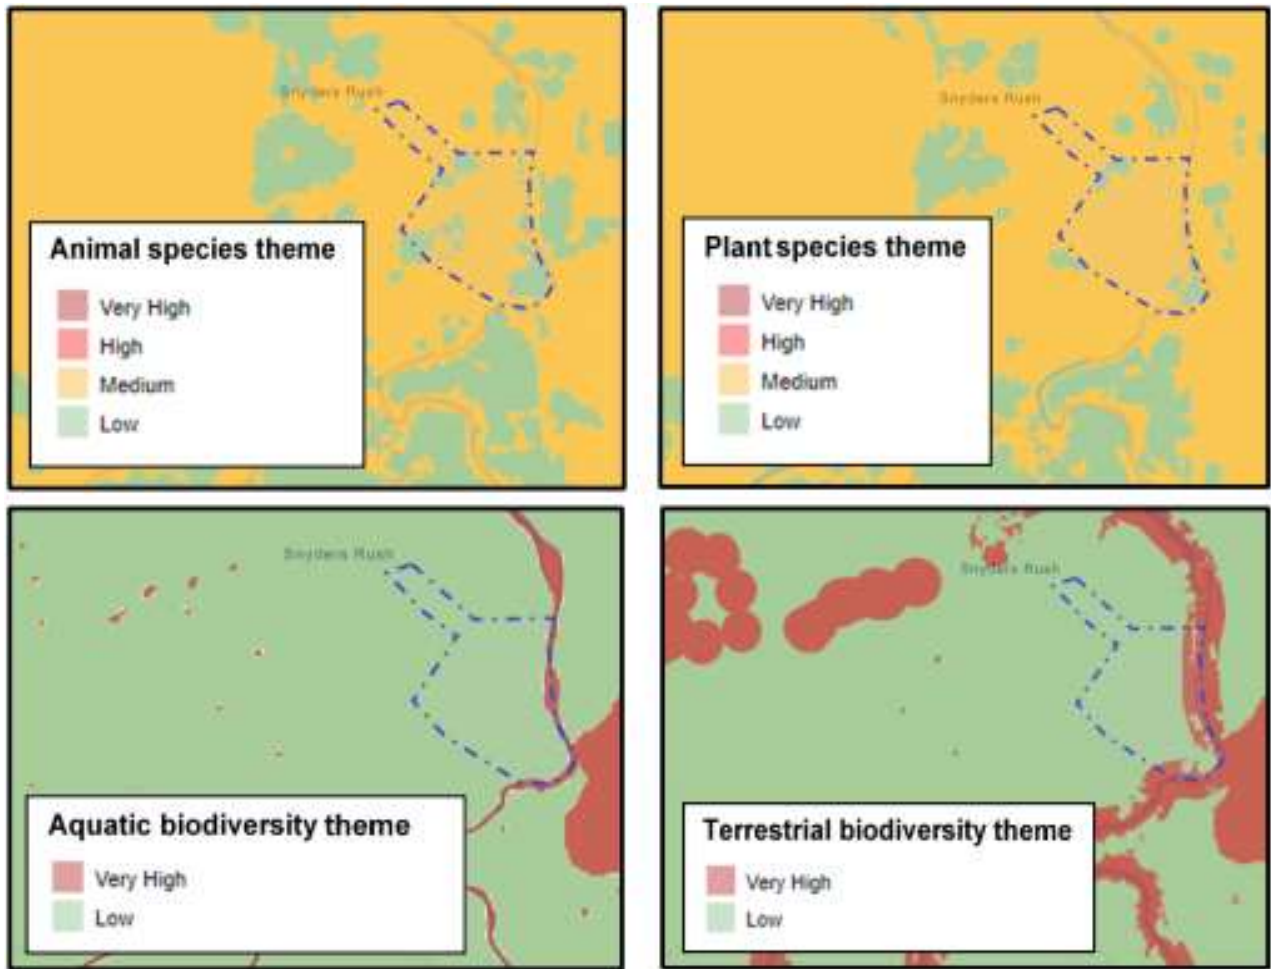 Snyders Rush
Animal species theme
Very High
High
Medium
Low
Snyders Rush
Plant species theme
Very High
High
Medium
Low
Snyders Rush
Aquatic biodiversity theme
Very High
Low
Snyders Rush
Terrestrial biodiversity theme
Very High
Low